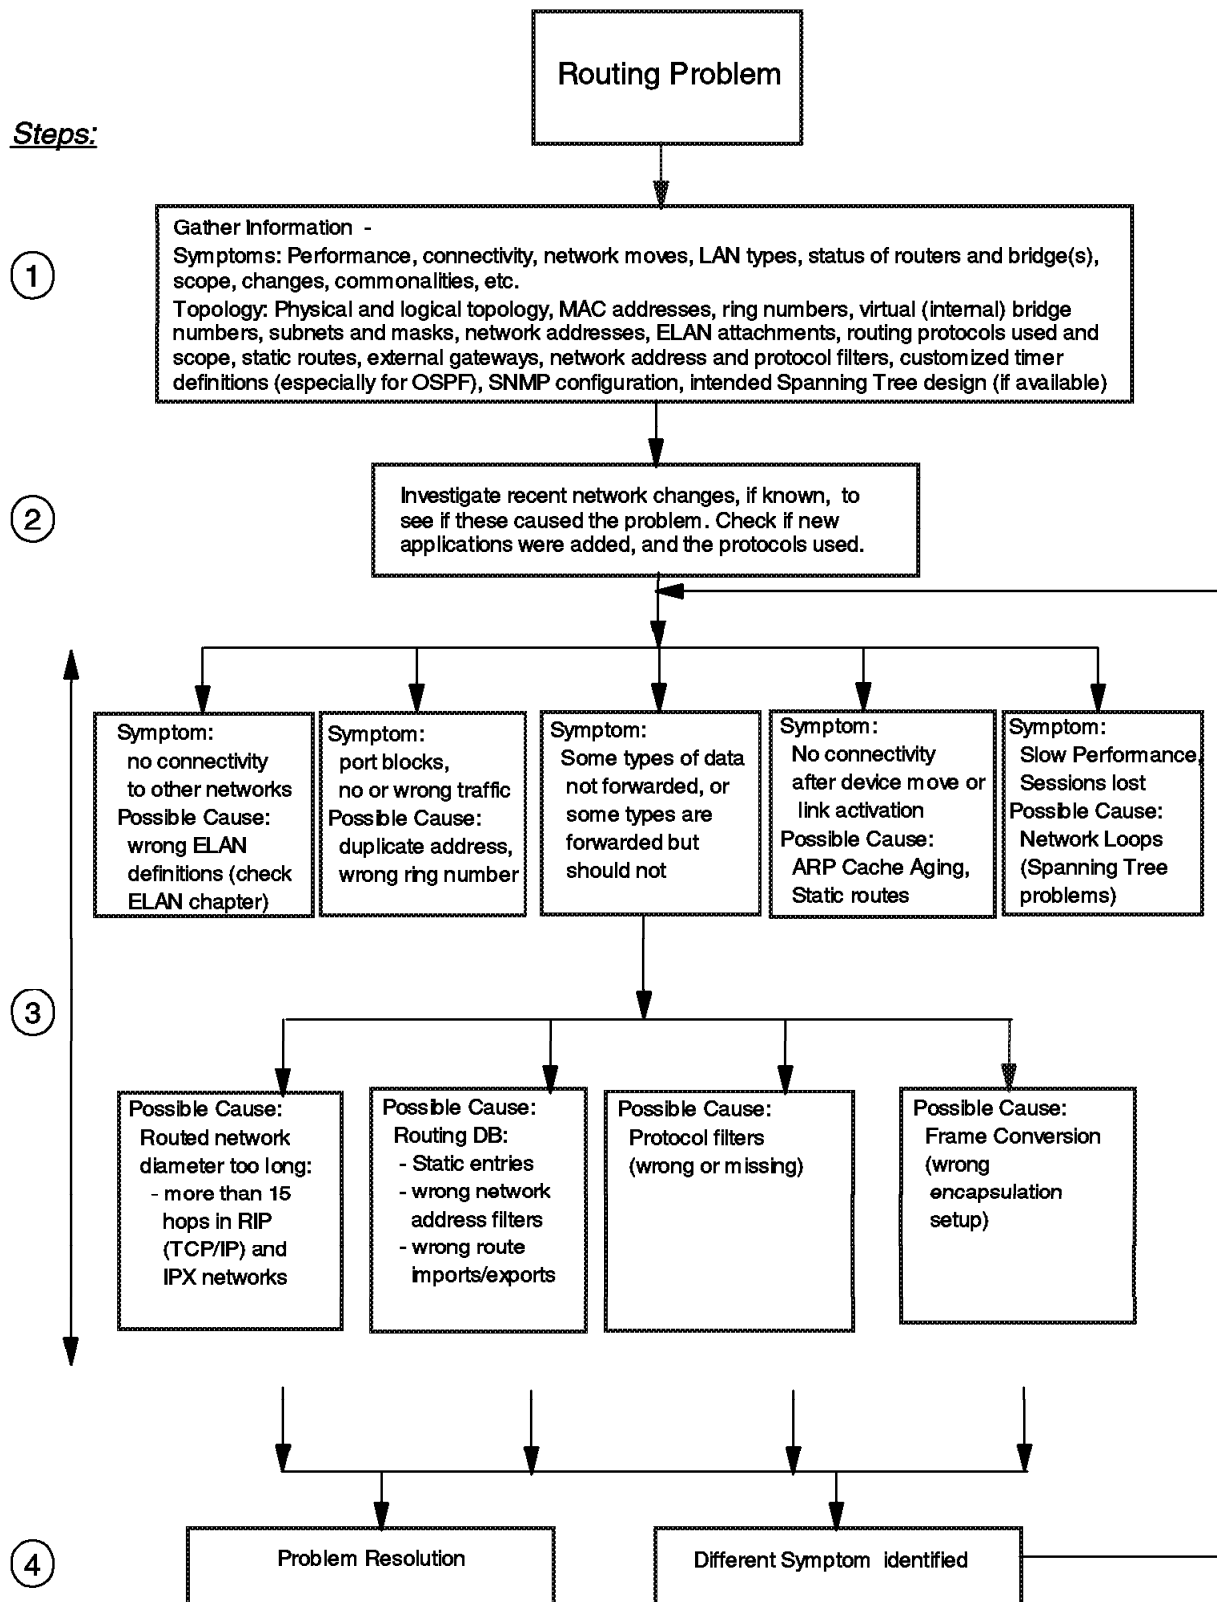 Routing Problem
Steps:
1
Gather Information -
Symptoms: Performance, connectivity, network moves, LAN types, status of routers and bridge(s),
scope, changes, commonalities, etc.
Topology: Physical and logical topology, MAC addresses, ring numbers, virtual (internal) bridge
numbers, subnets and masks, network addresses, ELAN attachments, routing protocols used and
scope, static routes, external gateways, network address and protocol filters, customized timer
definitions (especially for OSPF), SNMP configuration, intended Spanning Tree design (if available)
2
Investigate recent network changes, if known, to
see if these caused the problem. Check if new
applications were added, and the protocols used.
3
Symptom:
no connectivity
to other networks
Possible Cause:
wrong ELAN
definitions (check
ELAN chapter)
Symptom:
port blocks,
no or wrong traffic
Possible Cause:
duplicate address,
wrong ring number
Symptom:
Some types of data
not forwarded, or
some types are
forwarded but
should not
Symptom:
No connectivity
after device move or
link activation
Possible Cause:
ARP Cache Aging,
Static routes
Symptom:
Slow Performance,
Sessions lost
Possible Cause:
Network Loops
(Spanning Tree
problems)
Possible Cause:
Routed network
diameter too long:
- more than 15
hops in RIP
(TCP/IP) and
IPX networks
Possible Cause:
Routing DB:
- Static entries
- wrong network
address filters
- wrong route
imports/exports
Possible Cause:
Protocol filters
(wrong or missing)
Possible Cause:
Frame Conversion
(wrong
encapsulation
setup)
4
Problem Resolution
Different Symptom identified